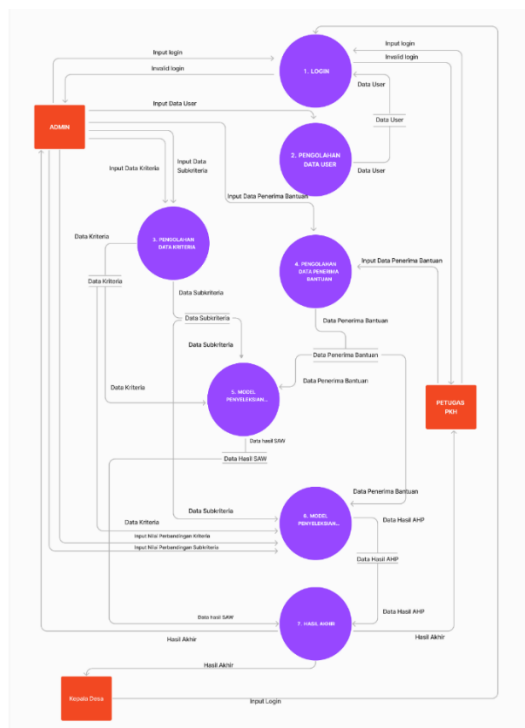 Input login
Input login
Invalid login
Invalid login
1. LOGIN
Data User
Input Data User
ADMIN
Data User
2. PENGOLAHAN
DATA USER
Input Data
Subkriteria
Input Data Kriteria
Data User
Input Data Penerima Bantuan
Data Kriteria
3. PENGOLAHAN
DATA KRITERIA
4. PENGOLAHAN
DATA PENERIMA
BANTUAN
Input Data Penerima Bantuan
Data Kriteria
Data Subkriteria
Data Subkriteria
Data Penerima Bantuan
Data Subkriteria
Data Penerima Bantuan
Data Kriteria
5. MODEL
PENYELEKSIAN...
Data Penerima Bantuan
PETUGAS
PKH
Data hasil SAW
Data Hasil SAW
Data Penerima Bantuan
Data Subkriteria
Data Kriteria
6. MODEL
PENYELEKSIAN...
Data Hasil AHP
Input Nilai Perbandingan Kriteria
Input Nilai Perbandingan Subkriteria
Data Hasil AHP
Data hasil SAW
7. HASIL AKHIR
Data Hasil AHP
Hasil Akhir
Hasil Akhir
Hasil Akhir
Kepala Desa
Input Login